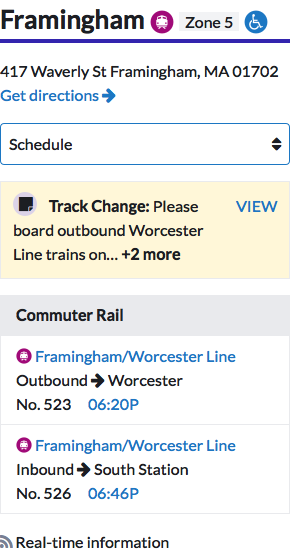 Framingham Zone 5
417 Waverly St Framingham, MA 01702
Get directions
Schedule
Track Change: Please VIEW
board outbound Worcester
Line trains on... +2 more
Commuter Rail
Framingham/Worcester Line
Outbound Worcester
No. 523 06:20P
Framingham/Worcester Line
Inbound South Station
No. 526 06:46P
Real-time information